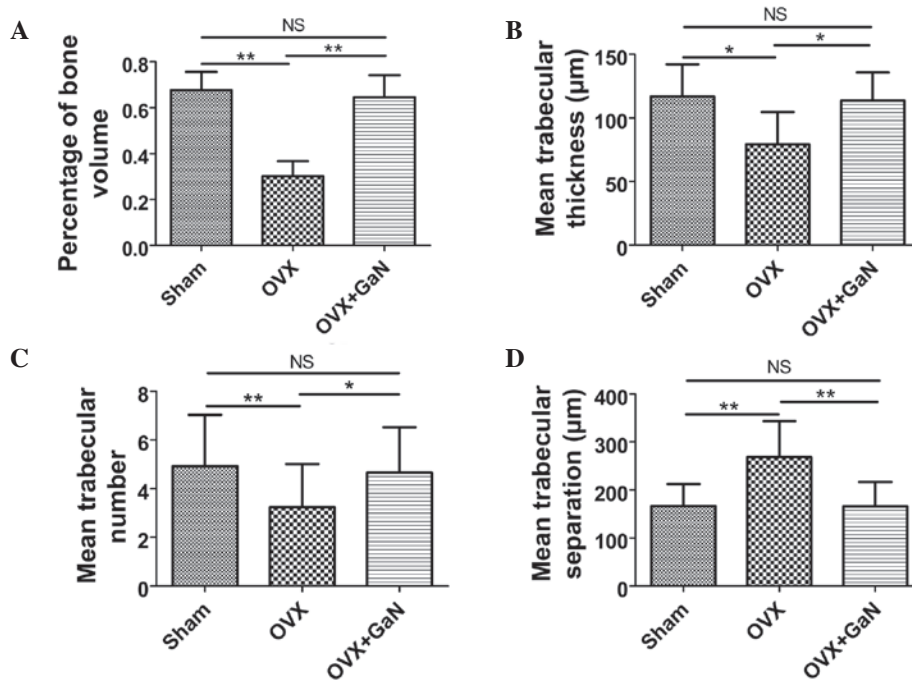 A
NS
**
**
0.8
0.6
0.4
0.2
0.0
Percentage of bone
volume
Sham
OVX
OVX+GaN
B
NS
*
*
150
100
50
0
Mean trabecular
thickness (µm)
Sham
OVX
OVX+GaN
C
NS
**
*
8
6
4
2
0
Mean trabecular
number
Sham
OVX
OVX+GaN
D
NS
**
**
400
300
200
100
0
Mean trabecular
separation (µm)
Sham
OVX
OVX+GaN